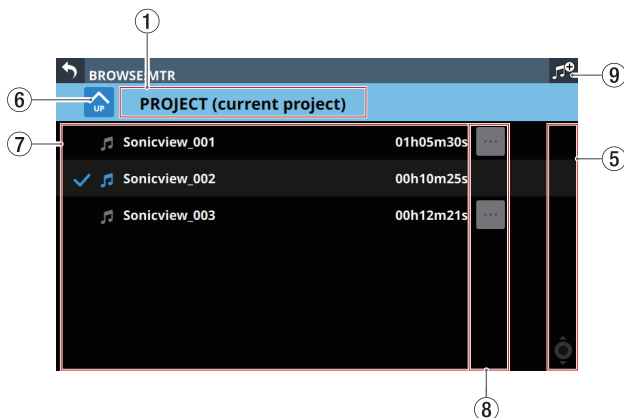 ①
BROWSE/MTR
⑨
⑥
UP
PROJECT (current project)
⑦
Sonicview_001 01h05m30s ...
⑤
Sonicview_002 00h10m25s
Sonicview_003 00h12m21s ...
⑧